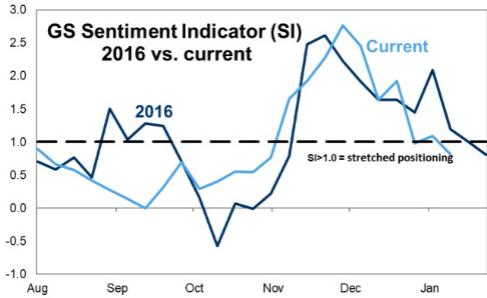 3.0
GS Sentiment Indicator (SI)
2016 vs. current
2.5
Current
2.0
2016
1.5
1.0
SI>1.0 = stretched positioning
0.5
0.0
-0.5
-1.0
Aug Sep Oct Nov Dec Jan